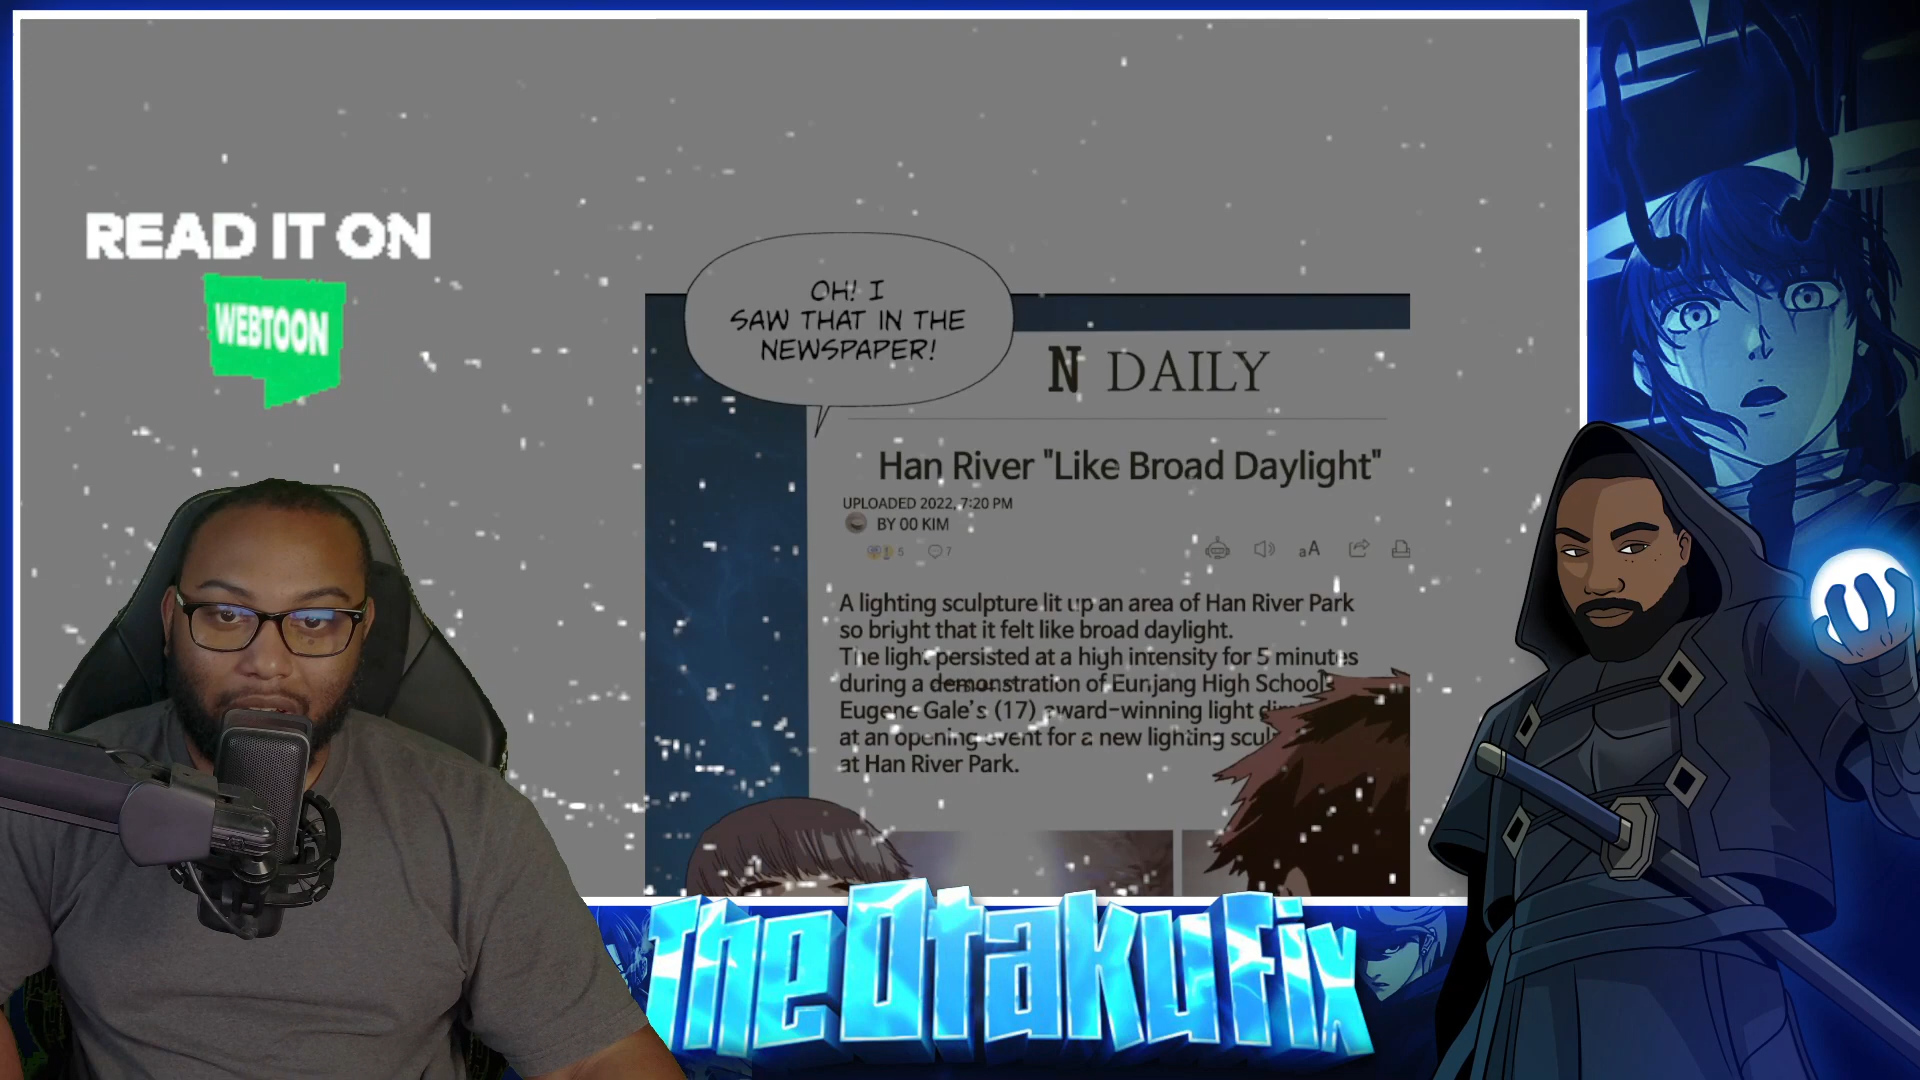 READ IT ON
WEBTOON
OH! I
SAW THAT IN THE
NEWSPAPER!
N DAILY
Han River "Like Broad Daylight"
UPLOADED 2022, 7:20 PM
BY 00 KIM
5 7
aA
A lighting sculpture lit up an area of Han River Park
so bright that it felt like broad daylight.
The light persisted at a high intensity for 5 minutes
during a demonstration of Eunjang High School
Eugene Gale's (17) award-winning light
at an opening event for a new lighting
at Han River Park.
TheOtakuFix